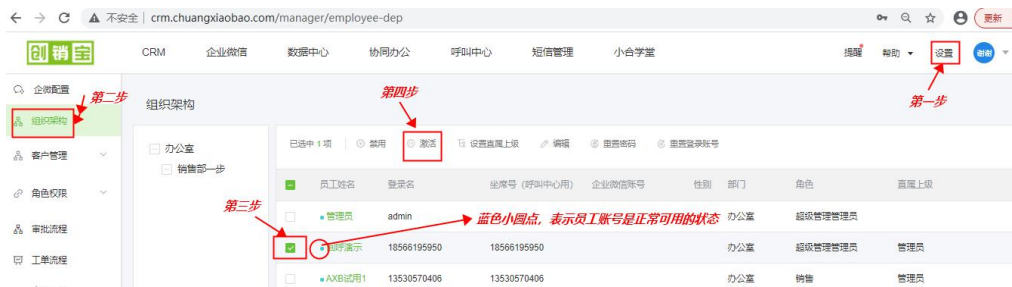 不安全 crm.chuangxiaobao.com/manager/employee-dep 更新
创销宝 CRM 企业微信 数据中心 协同办公 呼叫中心 短信管理 小合学堂 提醒 帮助 设置 谢谢
企微配置 第二步 第四步 第一步
组织架构 组织架构
客户管理 办公室 已选中 1 项 禁用 激活 设置直属上级 编辑 重置密码 重置登录账号
销售部一步
角色权限 员工姓名 登录名 坐席号（呼叫中心用） 企业微信账号 性别 部门 角色 直属上级
第三步
审批流程 管理员 admin 蓝色小圆点，表示员工账号是正常可用的状态 办公室 超级管理管理员
工单流程 回呼演示 18566195950 18566195950 办公室 超级管理管理员 管理员
AXB试用1 13530570406 13530570406 办公室 销售 管理员